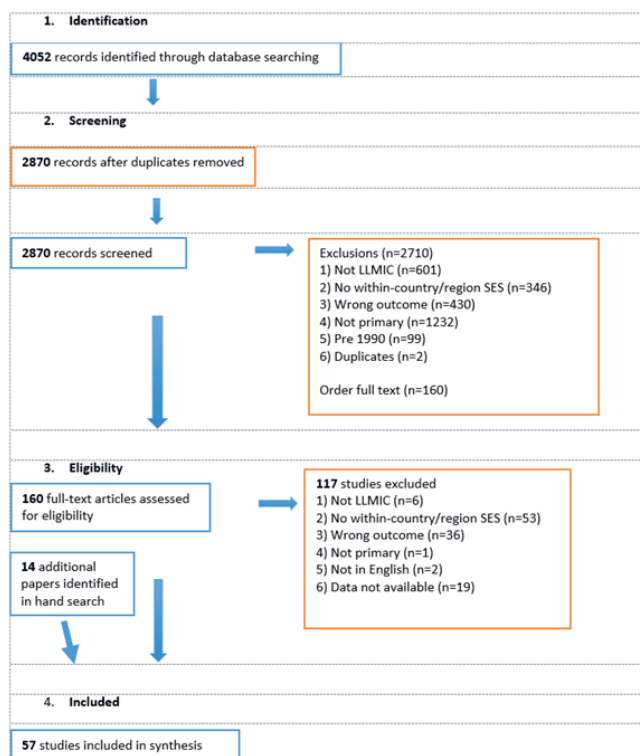 1. Identification
4052 records identified through database searching
2. Screening
2870 records after duplicates removed
2870 records screened
Exclusions (n=2710)
1) Not LLMIC (n=601)
2) No within-country/region SES (n=346)
3) Wrong outcome (n=430)
4) Not primary (n=1232)
5) Pre 1990 (n=99)
6) Duplicates (n=2)
Order full text (n=160)
3. Eligibility
160 full-text articles assessed
for eligibility
117 studies excluded
1) Not LLMIC (n=6)
2) No within-country/region SES (n=53)
3) Wrong outcome (n=36)
4) Not primary (n=1)
5) Not in English (n=2)
6) Data not available (n=19)
14 additional
papers identified
in hand search
4. Included
57 studies included in synthesis